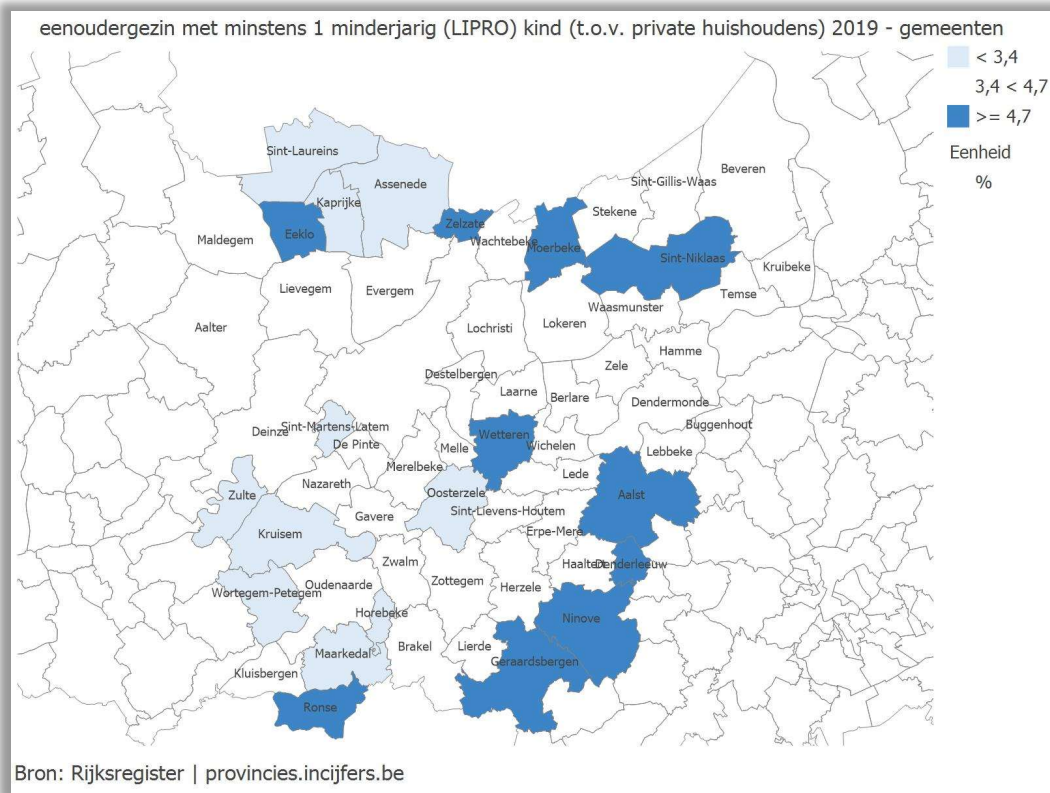 eenoudergezin met minstens 1 minderjarig (LIPRO) kind (t.o.v. private huishoudens) 2019 - gemeenten
< 3,4
3,4 < 4,7
>= 4,7
Eenheid
%
Sint-Laureins
Assenede
Kaprijke
Eeklo
Maldegem
Zelzate
Wachtebeke
Moerbeke
Stekene
Sint-Gillis-Waas
Beveren
Sint-Niklaas
Kruibeke
Temse
Waasmunster
Lievegem
Evergem
Aalter
Lochristi
Lokeren
Hamme
Zele
Destelbergen
Laarne
Berlare
Dendermonde
Buggenhout
Deinze
Sint-Martens-Latem
De Pinte
Melle
Wetteren
Wichelen
Lebbeke
Merelbeke
Nazareth
Lede
Zulte
Oosterzele
Aalst
Sint-Lievens-Houtem
Gavere
Kruisem
Erpe-Mere
Zwalm
Haaltert
Denderleeuw
Oudenaarde
Zottegem
Herzele
Wortegem-Petegem
Horebeke
Ninove
Maarkedal
Brakel
Lierde
Geraardsbergen
Kluisbergen
Ronse
Bron: Rijksregister | provincies.incijfers.be